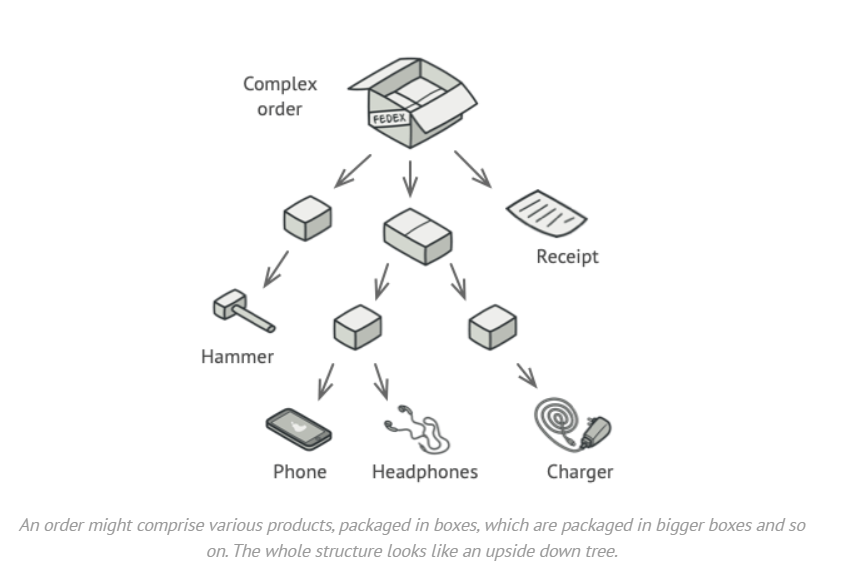 Complex
order
FEDEX
Receipt
Hammer
Phone
Headphones
Charger
An order might comprise various products, packaged in boxes, which are packaged in bigger boxes and so
on. The whole structure looks like an upside down tree.